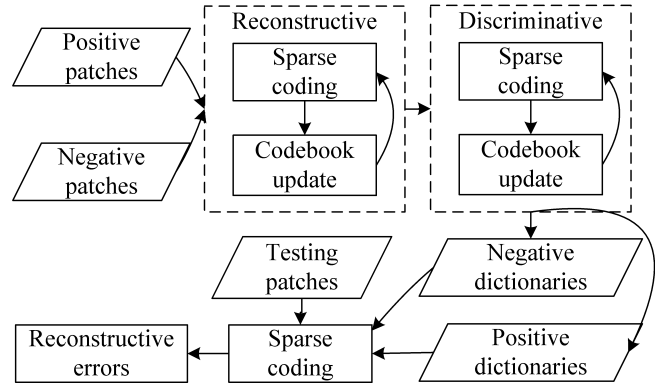 Positive
patches
Negative
patches
Reconstructive
Sparse
coding
Codebook
update
Discriminative
Sparse
coding
Codebook
update
Testing
patches
Negative
dictionaries
Reconstructive
errors
Sparse
coding
Positive
dictionaries